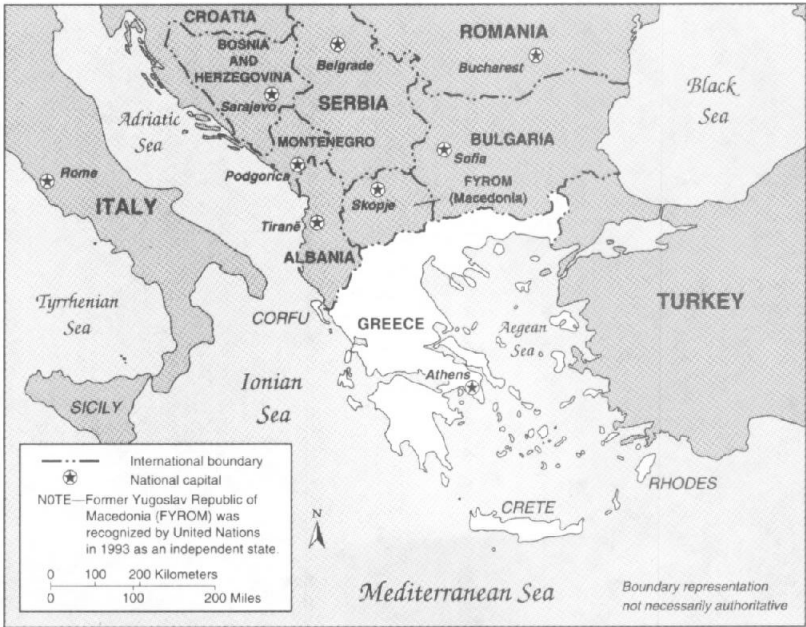 CROATIA
BOSNIA
AND
HERZEGOVINA
Sarajevo
Belgrade
SERBIA
ROMANIA
Bucharest
Black
Sea
Adriatic
Sea
MONTENEGRO
Podgorica
BULGARIA
Sofia
FYROM
(Macedonia)
Skopje
Rome
ITALY
Tiranë
ALBANIA
TURKEY
Tyrrhenian
Sea
CORFU
GREECE
Aegean
Sea
Athens
Ionian
Sea
SICILY
RHODES
CRETE
International boundary
National capital
NOTE—Former Yugoslav Republic of
Macedonia (FYROM) was
recognized by United Nations
in 1993 as an independent state.
0 100 200 Kilometers
0 100 200 Miles
N
Mediterranean Sea
Boundary representation
not necessarily authoritative